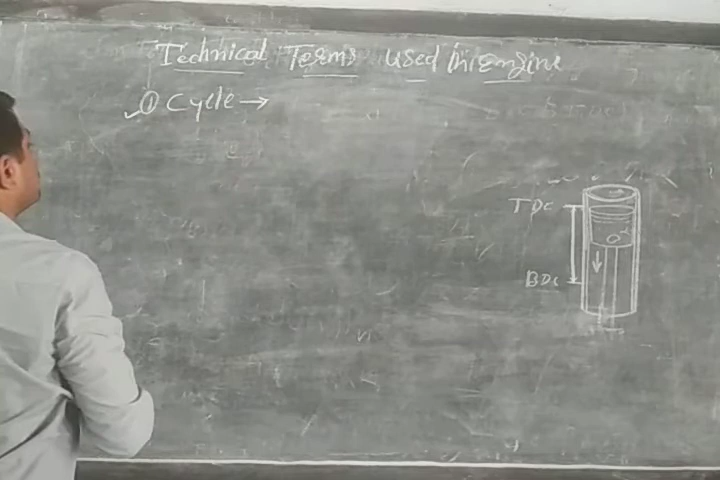 Technical Terms used in engine
① Cycle →
TDC
BDC